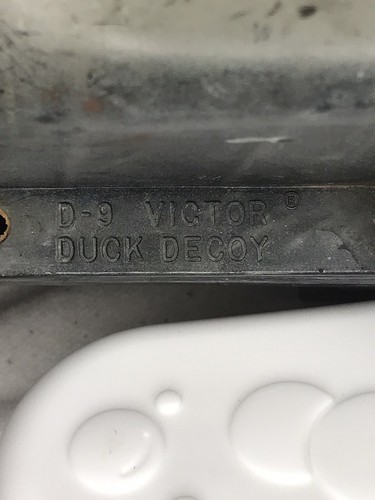 D-9 VICTOR ®
DUCK DECOY